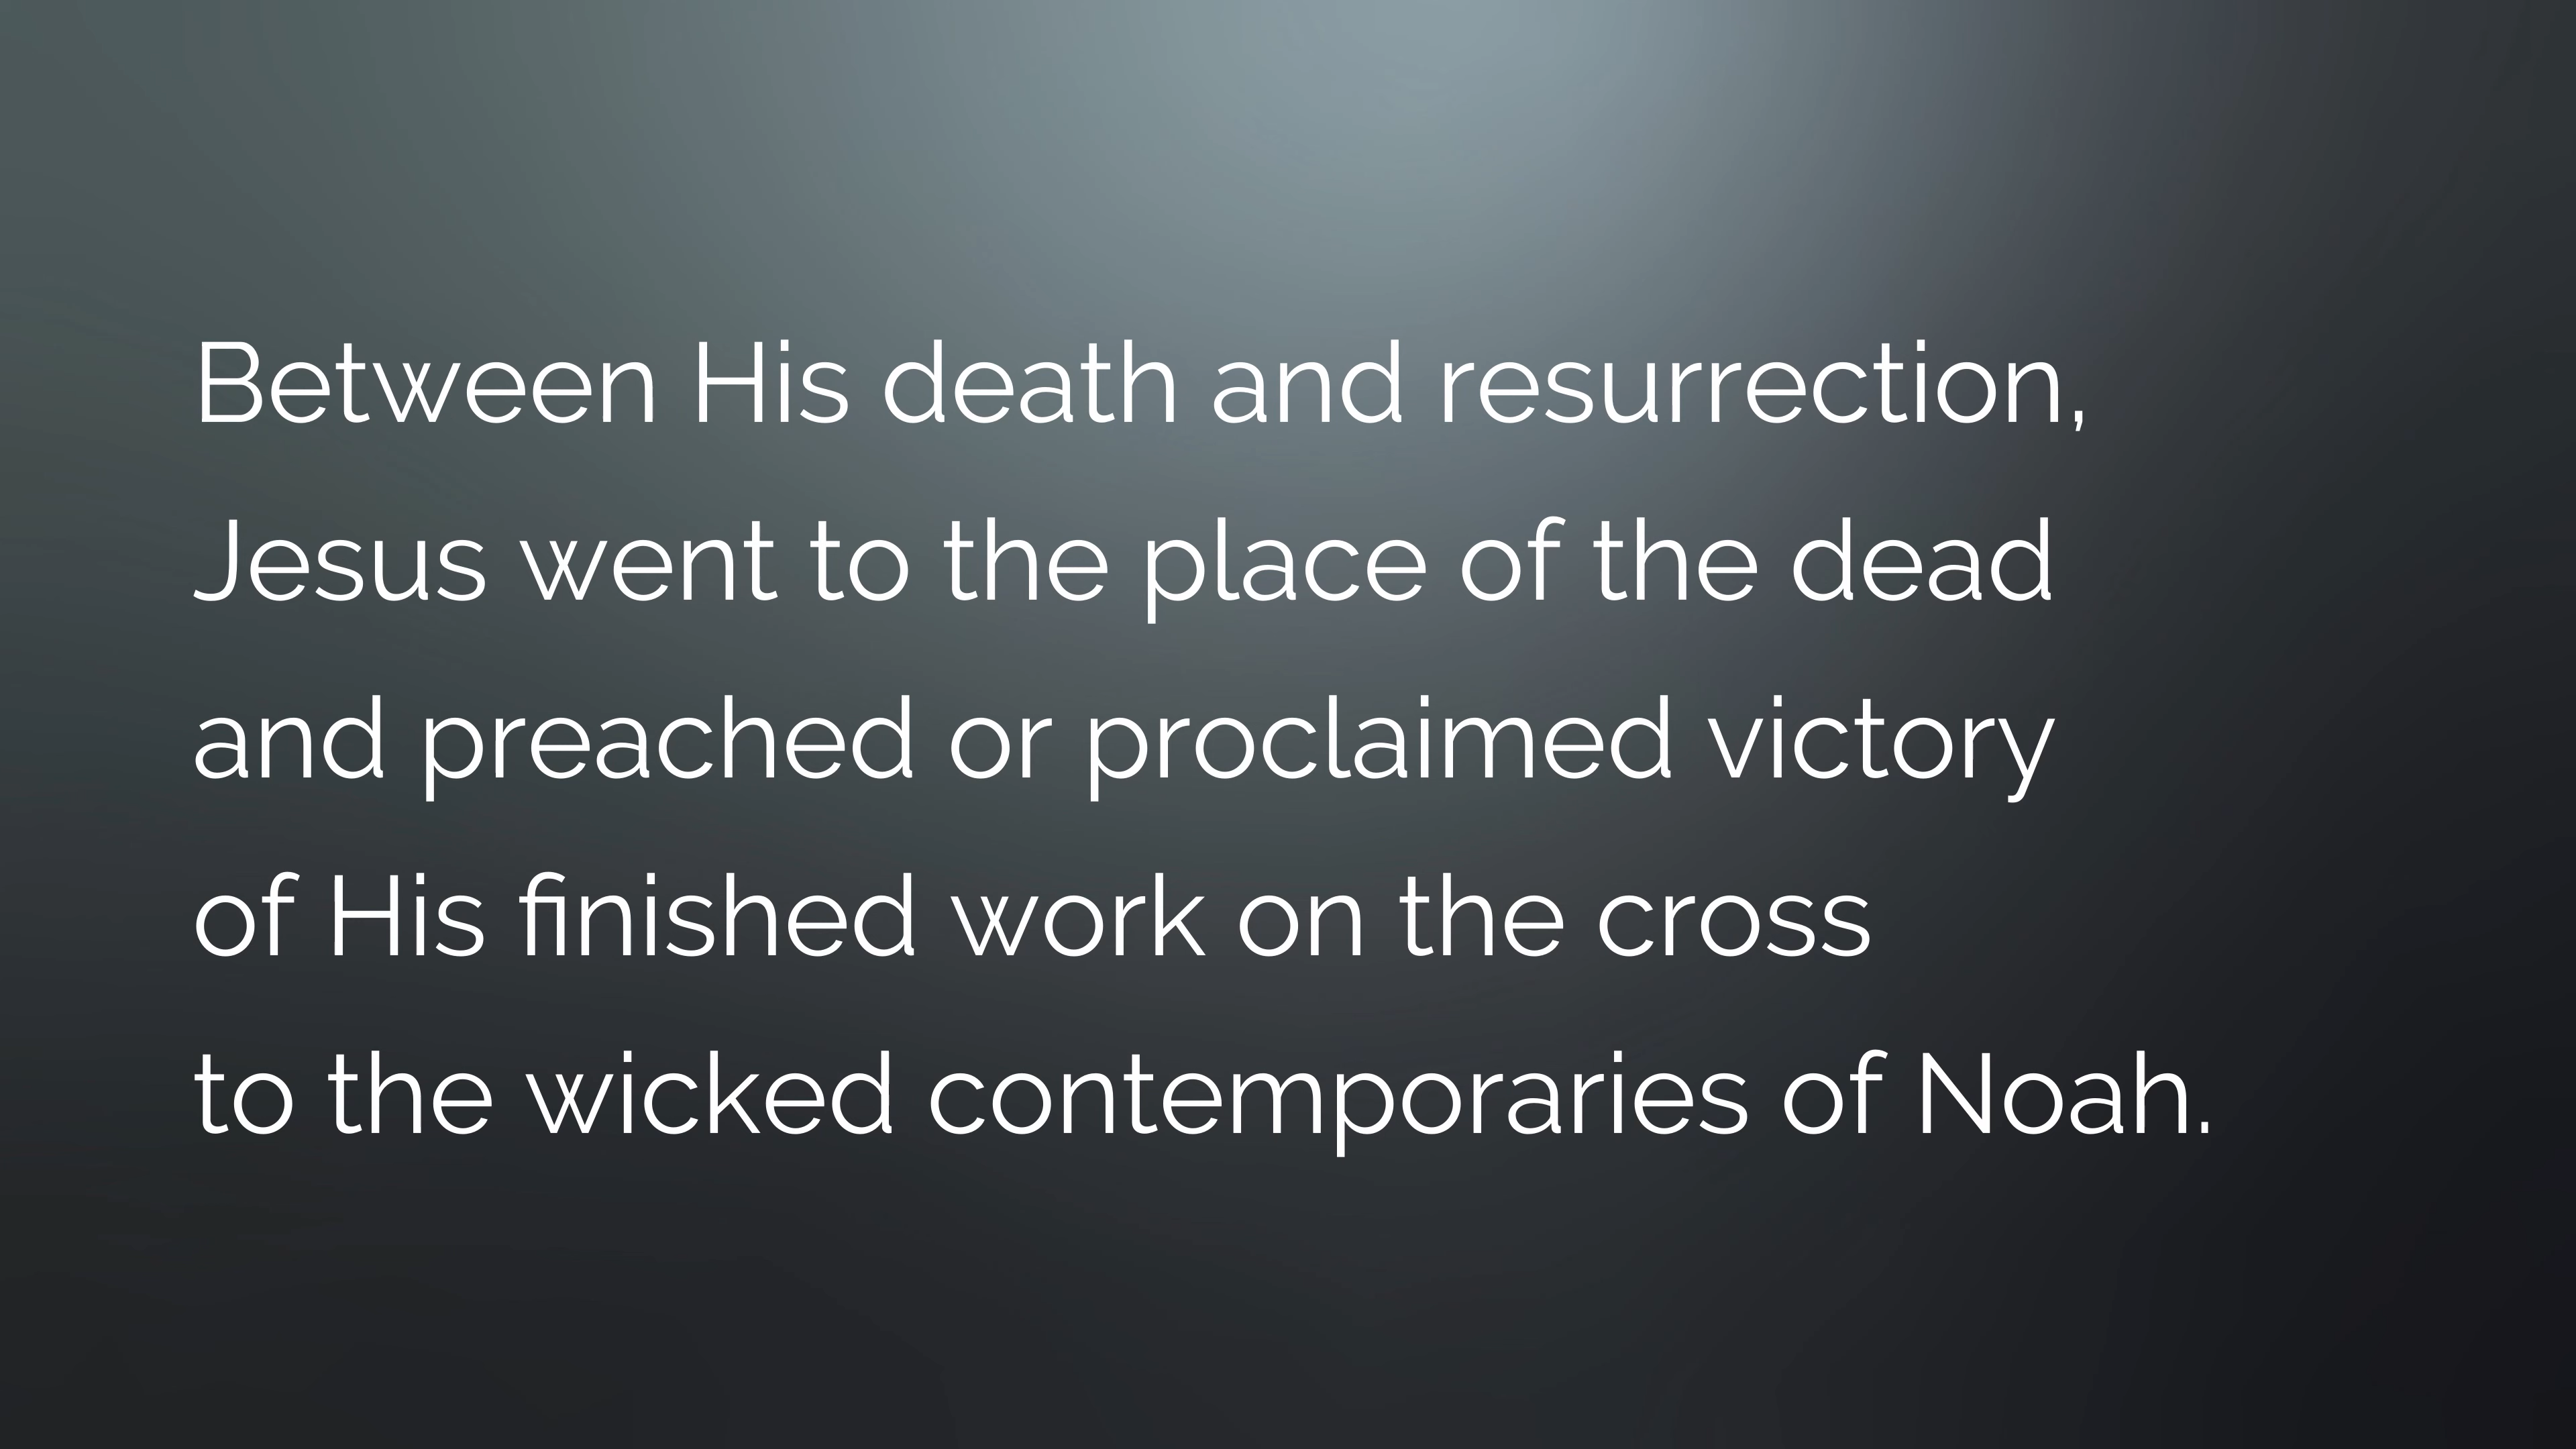 Between His death and resurrection,
Jesus went to the place of the dead
and preached or proclaimed victory
of His finished work on the cross
to the wicked contemporaries of Noah.